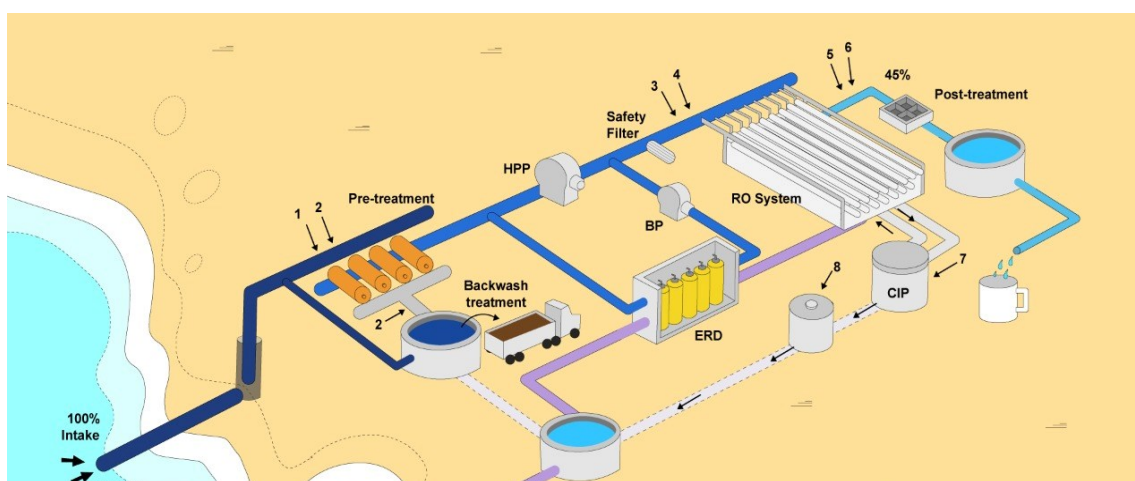 5
6
45%
Post-treatment
3
4
Safety
Filter
HPP
1
2
Pre-treatment
RO System
BP
7
8
CIP
Backwash
treatment
2
ERD
100%
Intake